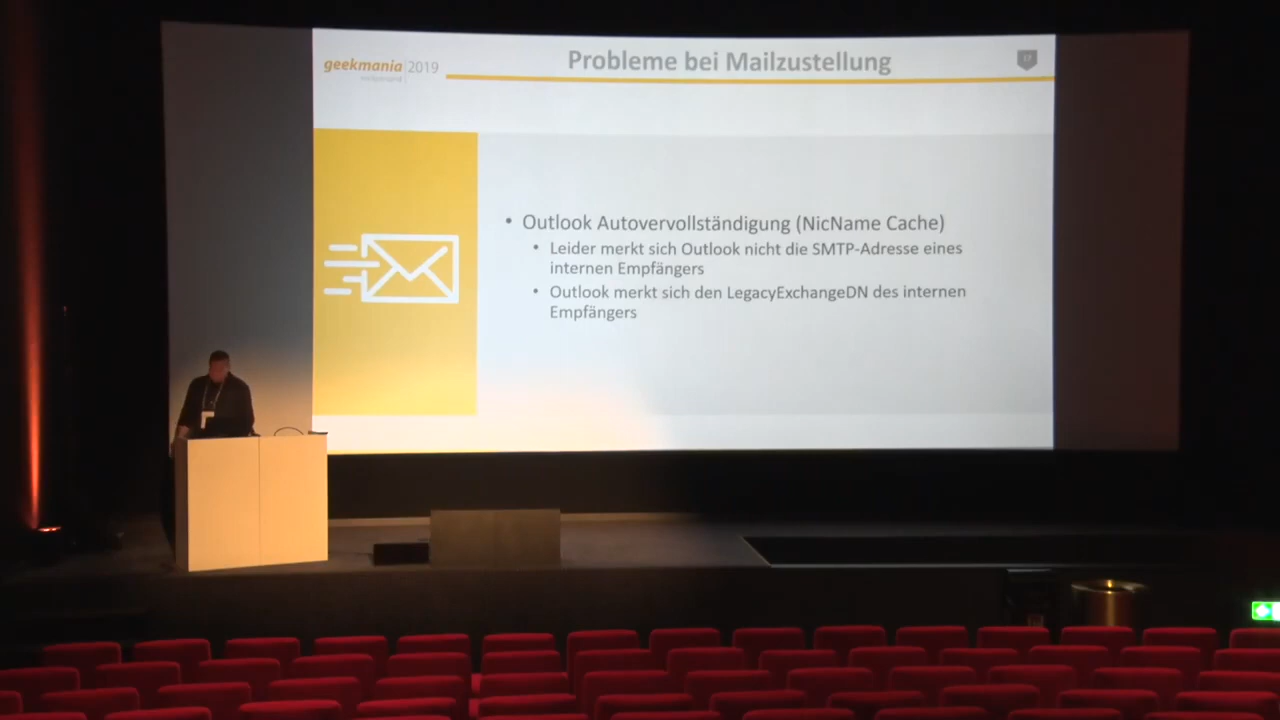 geekmania 2019
Probleme bei Mailzustellung
17
• Outlook Autovervollständigung (NicName Cache)
• Leider merkt sich Outlook nicht die SMTP-Adresse eines
internen Empfängers
• Outlook merkt sich den LegacyExchangeDN des internen
Empfängers